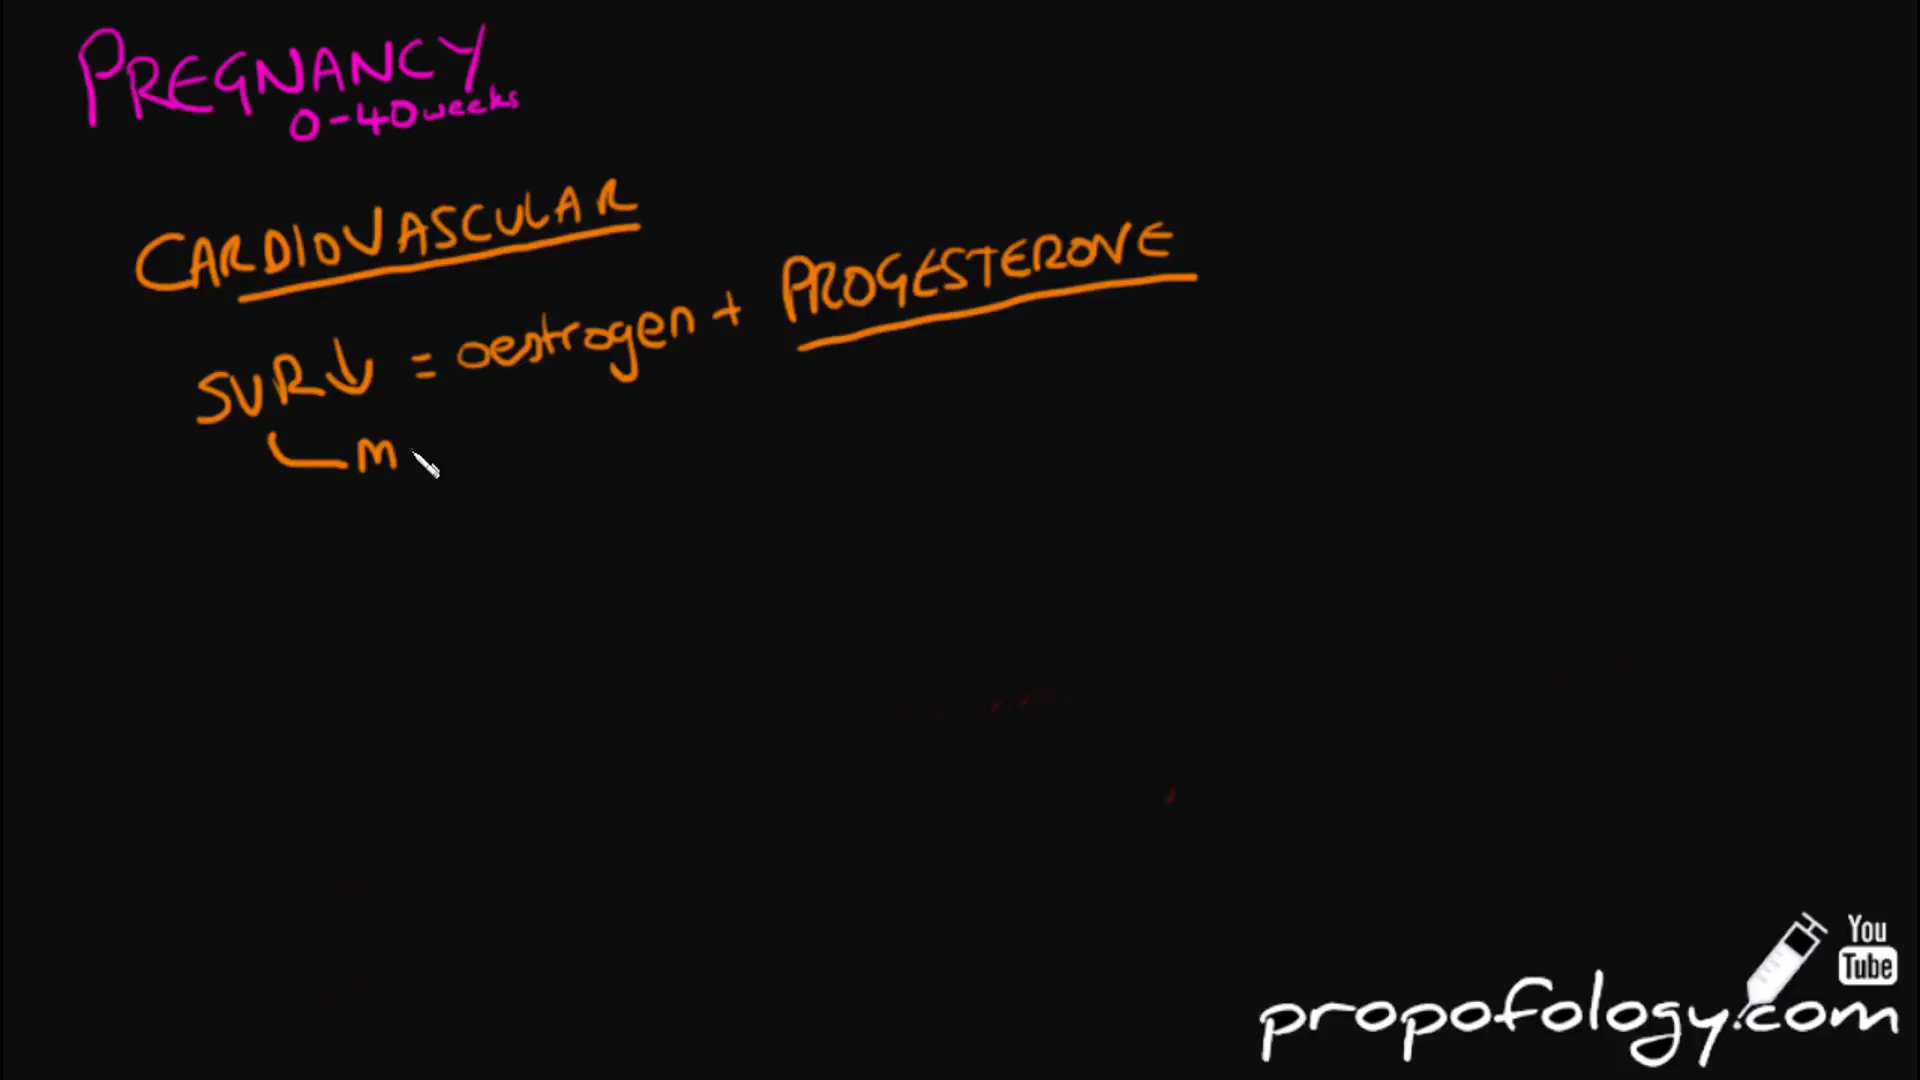 PREGNANCY
0-40weeks
CARDIOVASCULAR
SVR↓ = oestrogen + PROGESTERONE
m
You
Tube
propofology.com